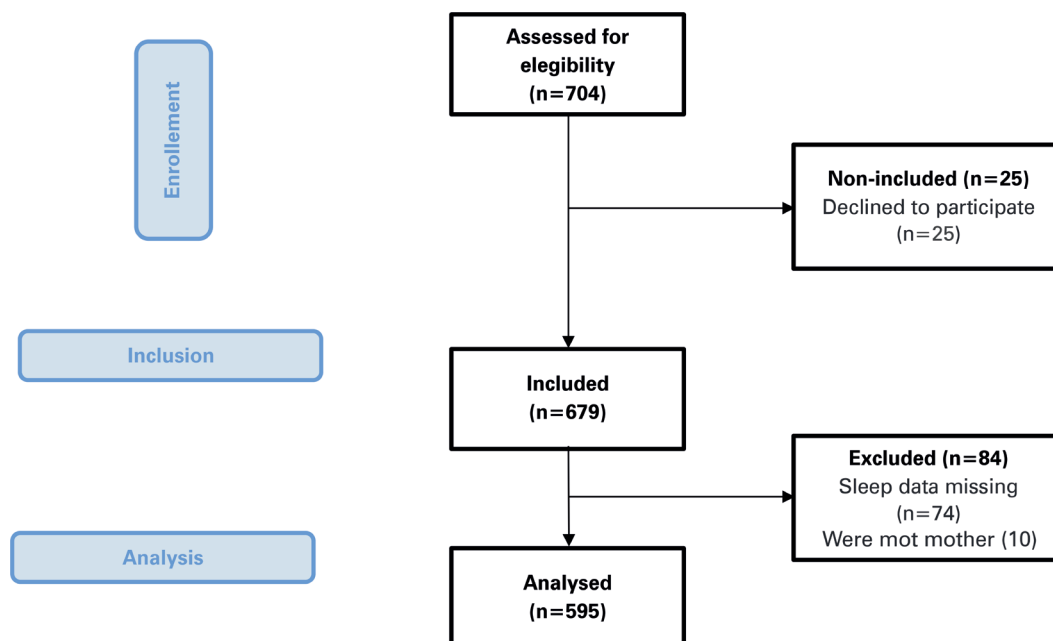 Enrollement
Assessed for
elegibility
(n=704)
Non-included (n=25)
Declined to participate
(n=25)
Inclusion
Included
(n=679)
Excluded (n=84)
Sleep data missing
(n=74)
Were mot mother (10)
Analysis
Analysed
(n=595)